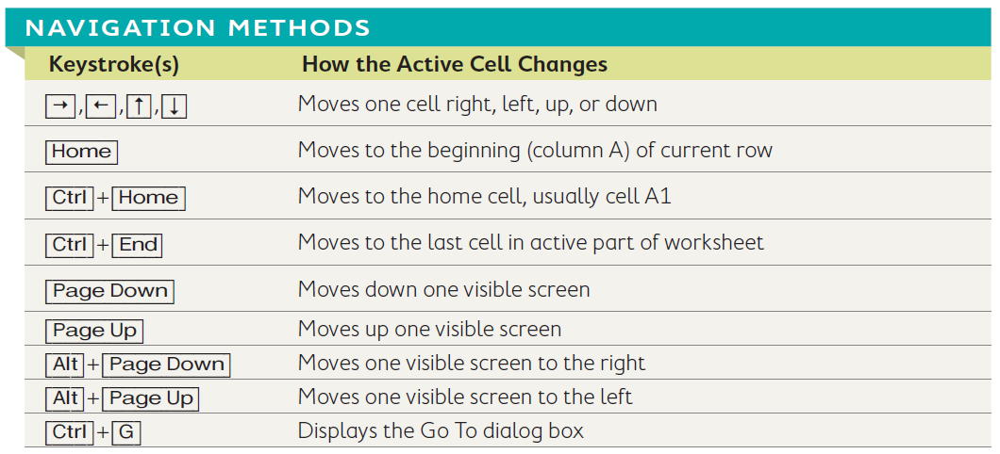 NAVIGATION METHODS
Keystroke(s) How the Active Cell Changes
→,←,↑,↓ Moves one cell right, left, up, or down
Home Moves to the beginning (column A) of current row
Ctrl+Home Moves to the home cell, usually cell A1
Ctrl+End Moves to the last cell in active part of worksheet
Page Down Moves down one visible screen
Page Up Moves up one visible screen
Alt+Page Down Moves one visible screen to the right
Alt+Page Up Moves one visible screen to the left
Ctrl+G Displays the Go To dialog box